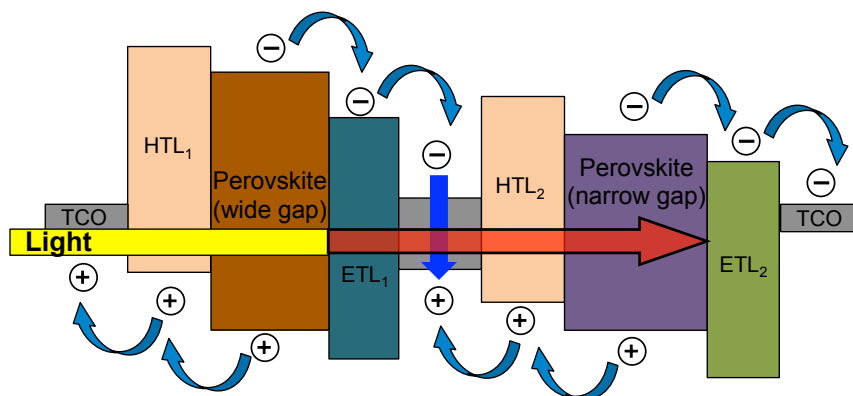 HTL₁
Perovskite
(wide gap)
TCO
Light
ETL₁
HTL₂
Perovskite
(narrow gap)
ETL₂
TCO